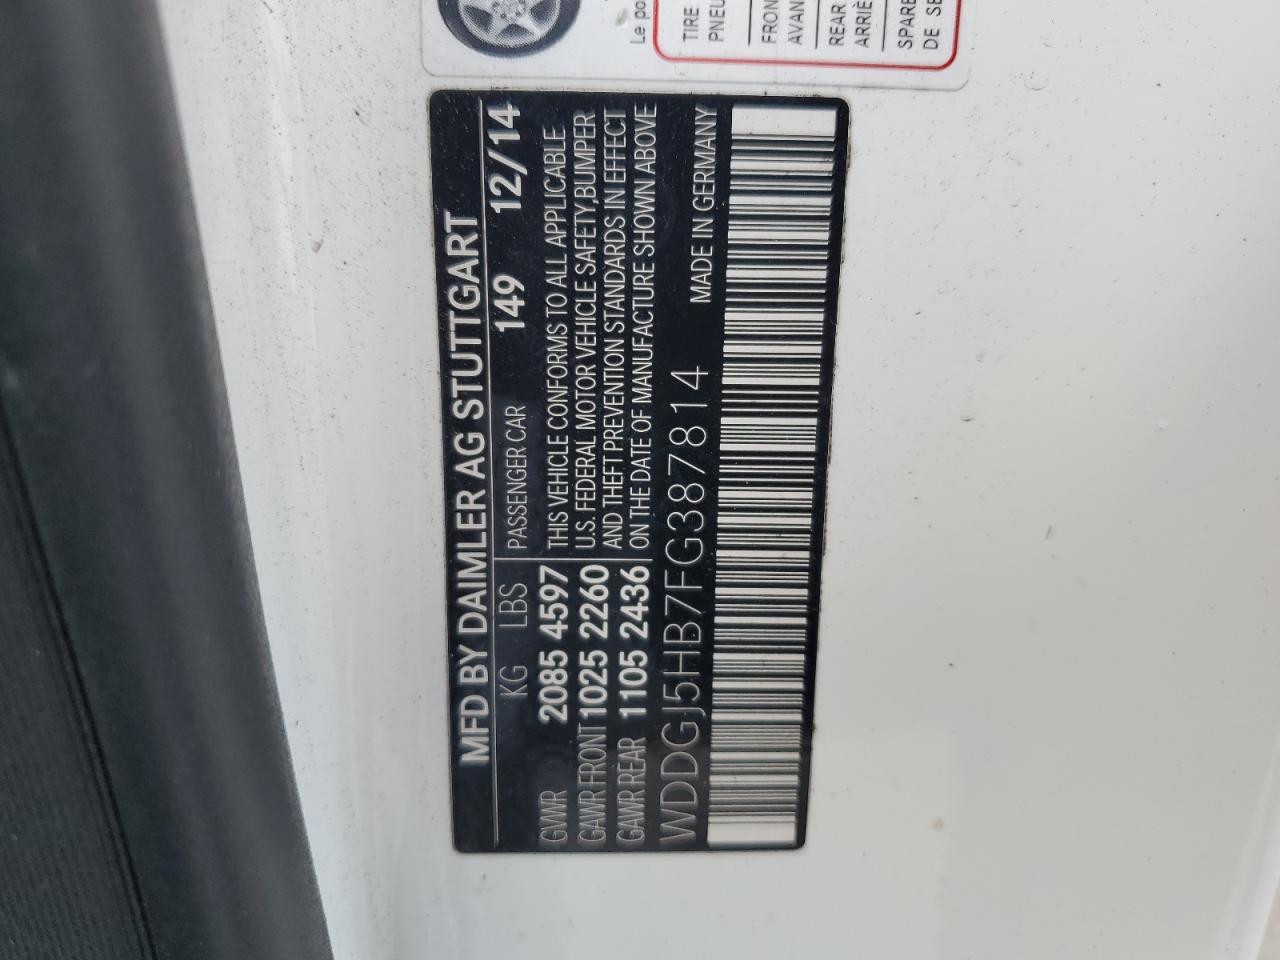 MFD BY DAIMLER AG STUTTGART
KG LBS PASSENGER CAR 149 12/14
GVWR 2085 4597
GAWR FRONT 1025 2260
GAWR REAR 1105 2436
THIS VEHICLE CONFORMS TO ALL APPLICABLE
U.S. FEDERAL MOTOR VEHICLE SAFETY,BUMPER
AND THEFT PREVENTION STANDARDS IN EFFECT
ON THE DATE OF MANUFACTURE SHOWN ABOVE
WDDGJ5HB7FG387814 MADE IN GERMANY
Le po
TIRE
PNEU
FRON
AVAN
REAR
ARRIÈ
SPARE
DE SE